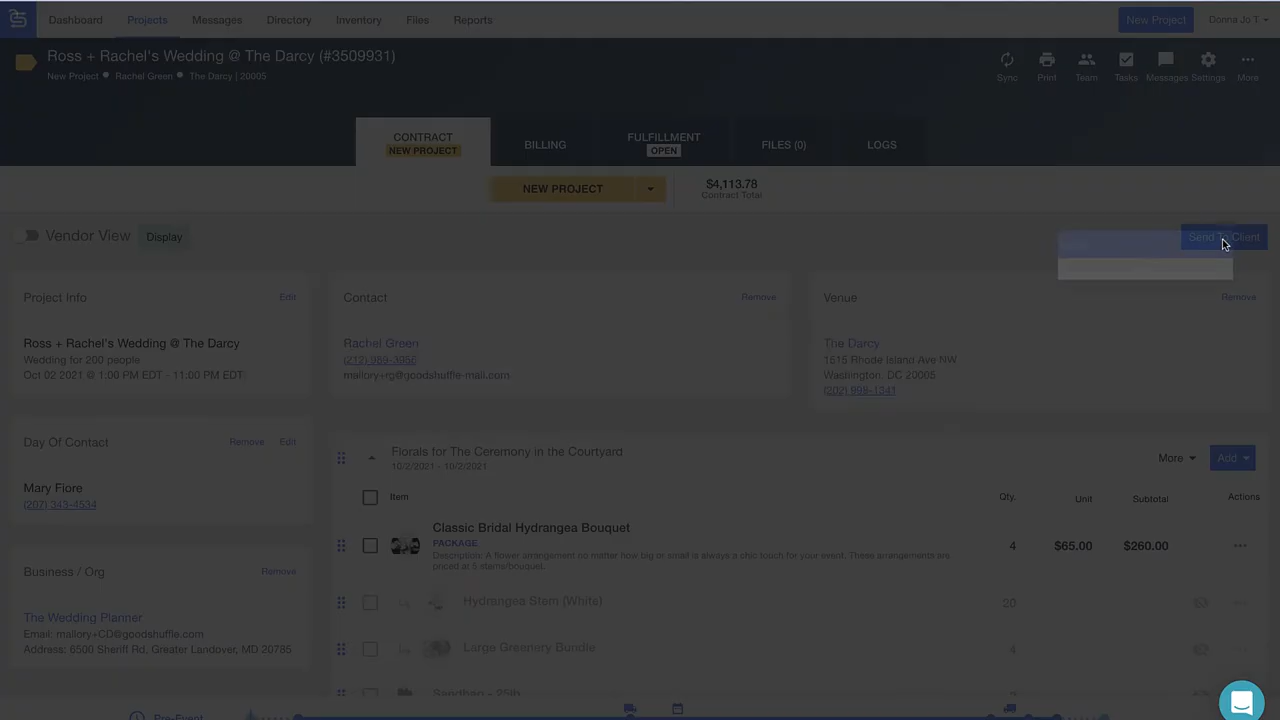 Dashboard Projects Messages Directory Inventory Files Reports New Project Donna Jo T.
Ross + Rachel's Wedding @ The Darcy (#3509931)
New Project Rachel Green The Darcy | 20005
Sync Print Team Tasks Messages Settings More
CONTRACT
NEW PROJECT
BILLING
FULFILLMENT
OPEN
FILES (0)
LOGS
NEW PROJECT
$4,113.78
Contract Total
Vendor View Display
Send To Client
Project Info Edit
Ross + Rachel's Wedding @ The Darcy
Wedding for 200 people
Oct 02 2021 @ 1:00 PM EDT - 11:00 PM EDT
Contact Remove
Rachel Green
(212) 989-3956
mallory+rg@goodshuffle-mail.com
Venue Remove
The Darcy
1515 Rhode Island Ave NW
Washington, DC 20005
(202) 998-1341
Day Of Contact Remove Edit
Mary Fiore
(207) 343-4534
Business / Org Remove
The Wedding Planner
Email: mallory+CD@goodshuffle.com
Address: 6500 Sheriff Rd, Greater Landover, MD 20785
Florals for The Ceremony in the Courtyard
10/2/2021 - 10/2/2021
More Add
Item Qty. Unit Subtotal Actions
Classic Bridal Hydrangea Bouquet
PACKAGE
Description: A flower arrangement no matter how big or small is always a chic touch for your event. These arrangements are
priced at 5 stems/bouquet.
4 $65.00 $260.00
Hydrangea Stem (White) 20
Large Greenery Bundle 4
Sandbag - 25lb
Pre-Event